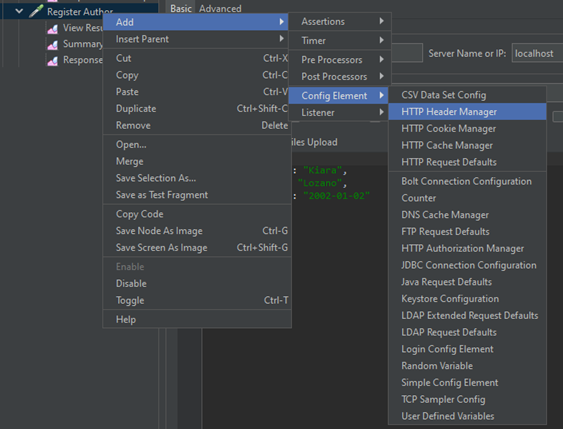 Register Author
View Resu
Summary
Response
Add
Insert Parent
Cut Ctrl-X
Copy Ctrl-C
Paste Ctrl-V
Duplicate Ctrl+Shift-C
Remove Delete
Open...
Merge
Save Selection As...
Save as Test Fragment
Copy Code
Save Node As Image Ctrl-G
Save Screen As Image Ctrl+Shift-G
Enable
Disable
Toggle Ctrl-T
Help
Basic Advanced
Assertions
Timer
Pre Processors
Post Processors
Config Element
Listener
Server Name or IP: localhost
iles Upload
: "Kiara",
"Lozano",
: "2002-01-02"
CSV Data Set Config
HTTP Header Manager
HTTP Cookie Manager
HTTP Cache Manager
HTTP Request Defaults
Bolt Connection Configuration
Counter
DNS Cache Manager
FTP Request Defaults
HTTP Authorization Manager
JDBC Connection Configuration
Java Request Defaults
Keystore Configuration
LDAP Extended Request Defaults
LDAP Request Defaults
Login Config Element
Random Variable
Simple Config Element
TCP Sampler Config
User Defined Variables